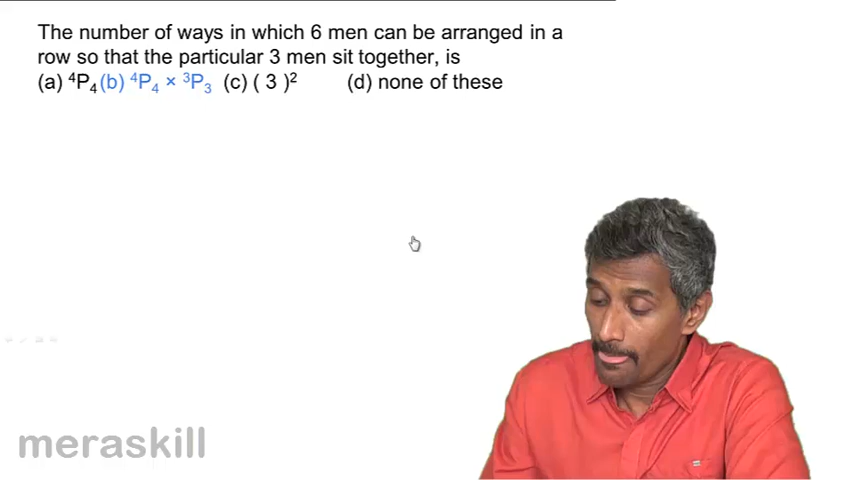 The number of ways in which 6 men can be arranged in a
row so that the particular 3 men sit together, is
(a) ⁴P₄(b) ⁴P₄ × ³P₃ (c) ( 3 )² (d) none of these
meraskill